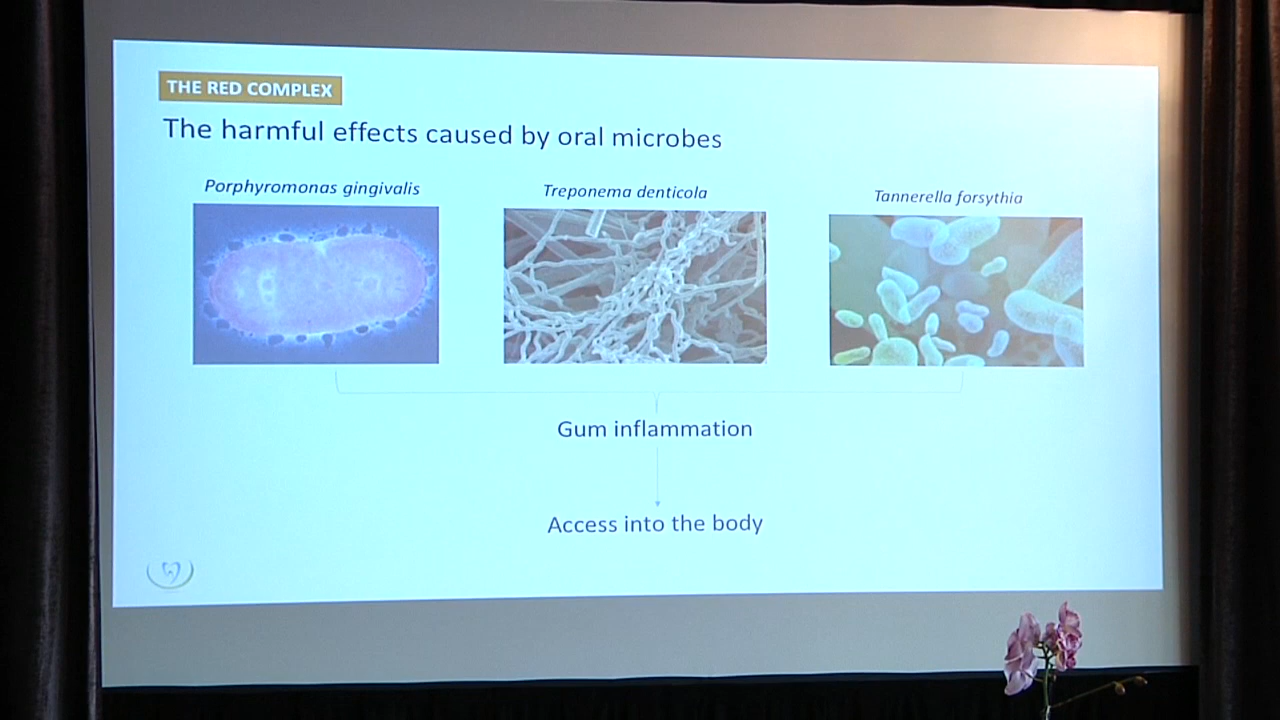 THE RED COMPLEX
The harmful effects caused by oral microbes
Porphyromonas gingivalis
Treponema denticola
Tannerella forsythia
Gum inflammation
Access into the body